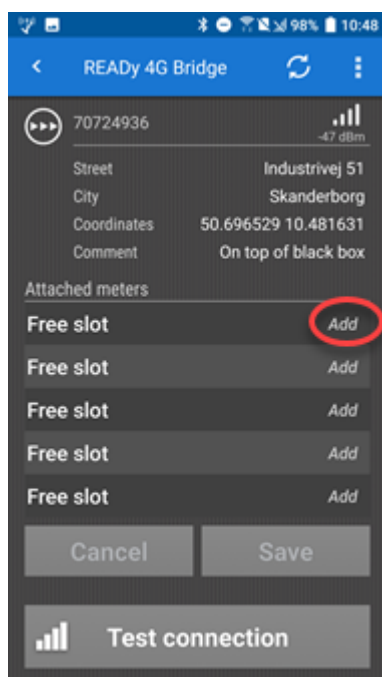 98% 10:48
READy 4G Bridge
70724936
-47 dBm
Street Industrivej 51
City Skanderborg
Coordinates 50.696529 10.481631
Comment On top of black box
Attached meters
Free slot Add
Free slot Add
Free slot Add
Free slot Add
Free slot Add
Cancel Save
Test connection